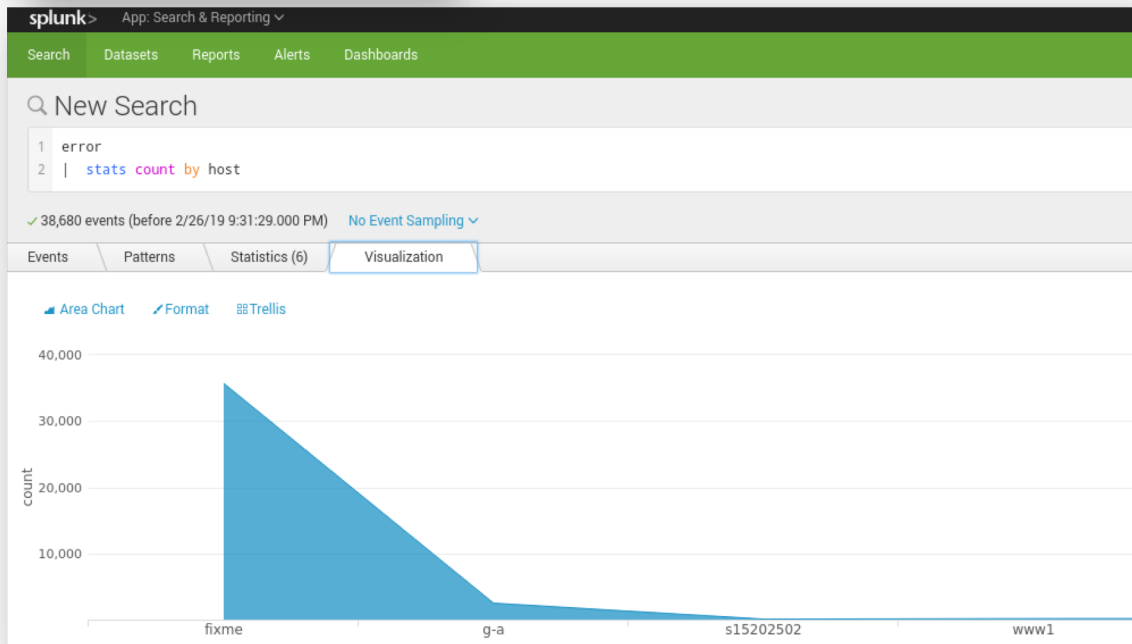 splunk> App: Search & Reporting
Search Datasets Reports Alerts Dashboards
New Search
1 error
2 | stats count by host
38,680 events (before 2/26/19 9:31:29.000 PM) No Event Sampling
Events Patterns Statistics (6) Visualization
Area Chart Format Trellis
40,000
30,000
20,000
10,000
count
fixme g-a s15202502 www1